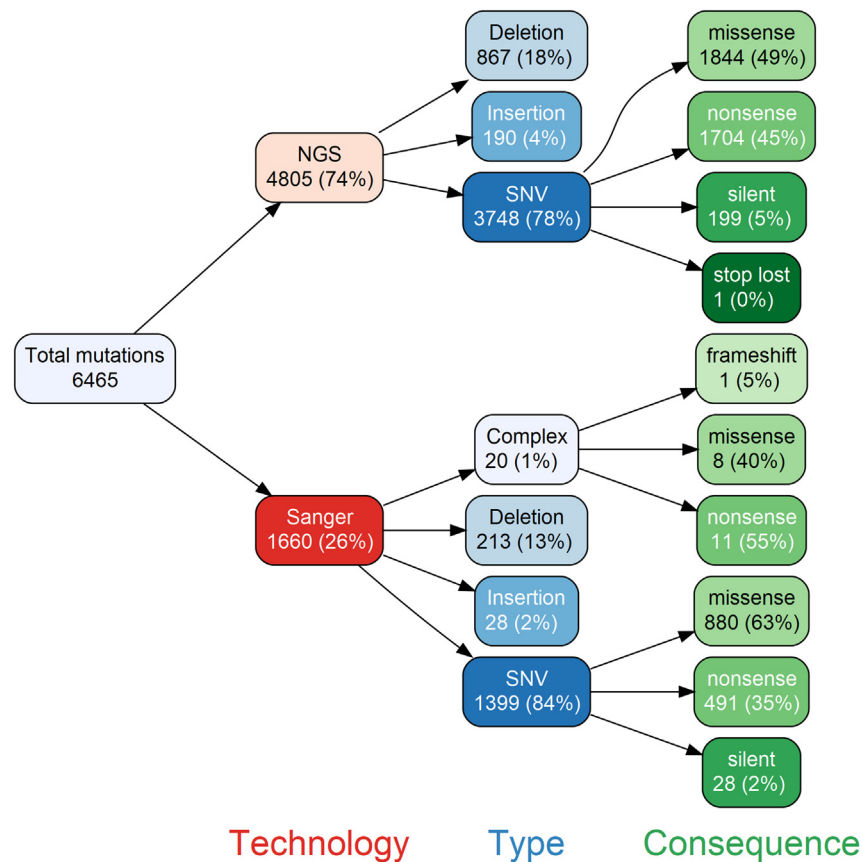 Total mutations
6465
NGS
4805 (74%)
Deletion
867 (18%)
Insertion
190 (4%)
SNV
3748 (78%)
missense
1844 (49%)
nonsense
1704 (45%)
silent
199 (5%)
stop lost
1 (0%)
Sanger
1660 (26%)
Complex
20 (1%)
frameshift
1 (5%)
missense
8 (40%)
nonsense
11 (55%)
Deletion
213 (13%)
Insertion
28 (2%)
SNV
1399 (84%)
missense
880 (63%)
nonsense
491 (35%)
silent
28 (2%)
Technology
Type
Consequence